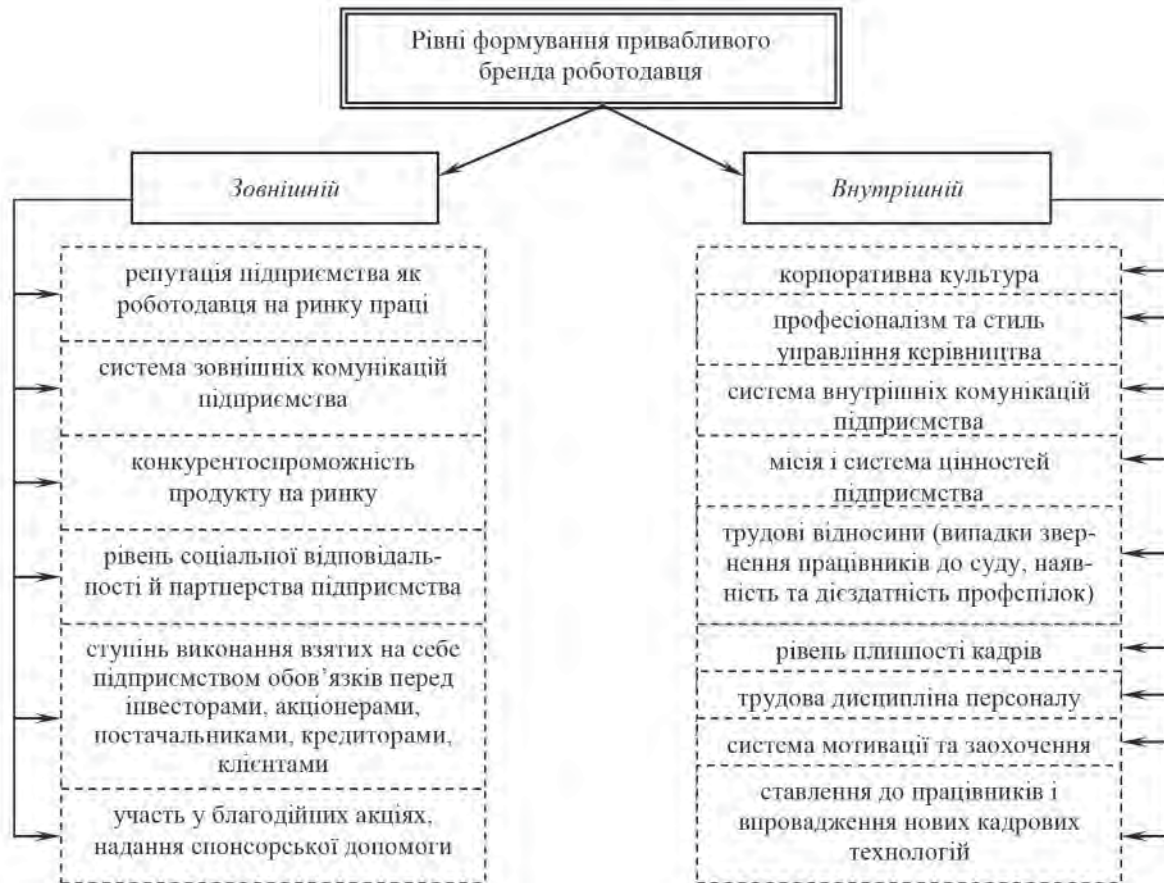 Рівні формування привабливого
бренда роботодавця
Зовнішній
репутація підприємства як
роботодавця на ринку праці
система зовнішніх комунікацій
підприємства
конкурентоспроможність
продукту на ринку
рівень соціальної відповідаль-
ності й партнерства підприємства
ступінь виконання взятих на себе
підприємством обов’язків перед
інвесторами, акціонерами,
постачальниками, кредиторами,
клієнтами
участь у благодійних акціях,
надання спонсорської допомоги
Внутрішній
корпоративна культура
професіоналізм та стиль
управління керівництва
система внутрішніх комунікацій
підприємства
місія і система цінностей
підприємства
трудові відносини (випадки звер-
нення працівників до суду, наяв-
ність та дієздатність профспілок)
рівень плинності кадрів
трудова дисципліна персоналу
система мотивації та заохочення
ставлення до працівників і
впровадження нових кадрових
технологій